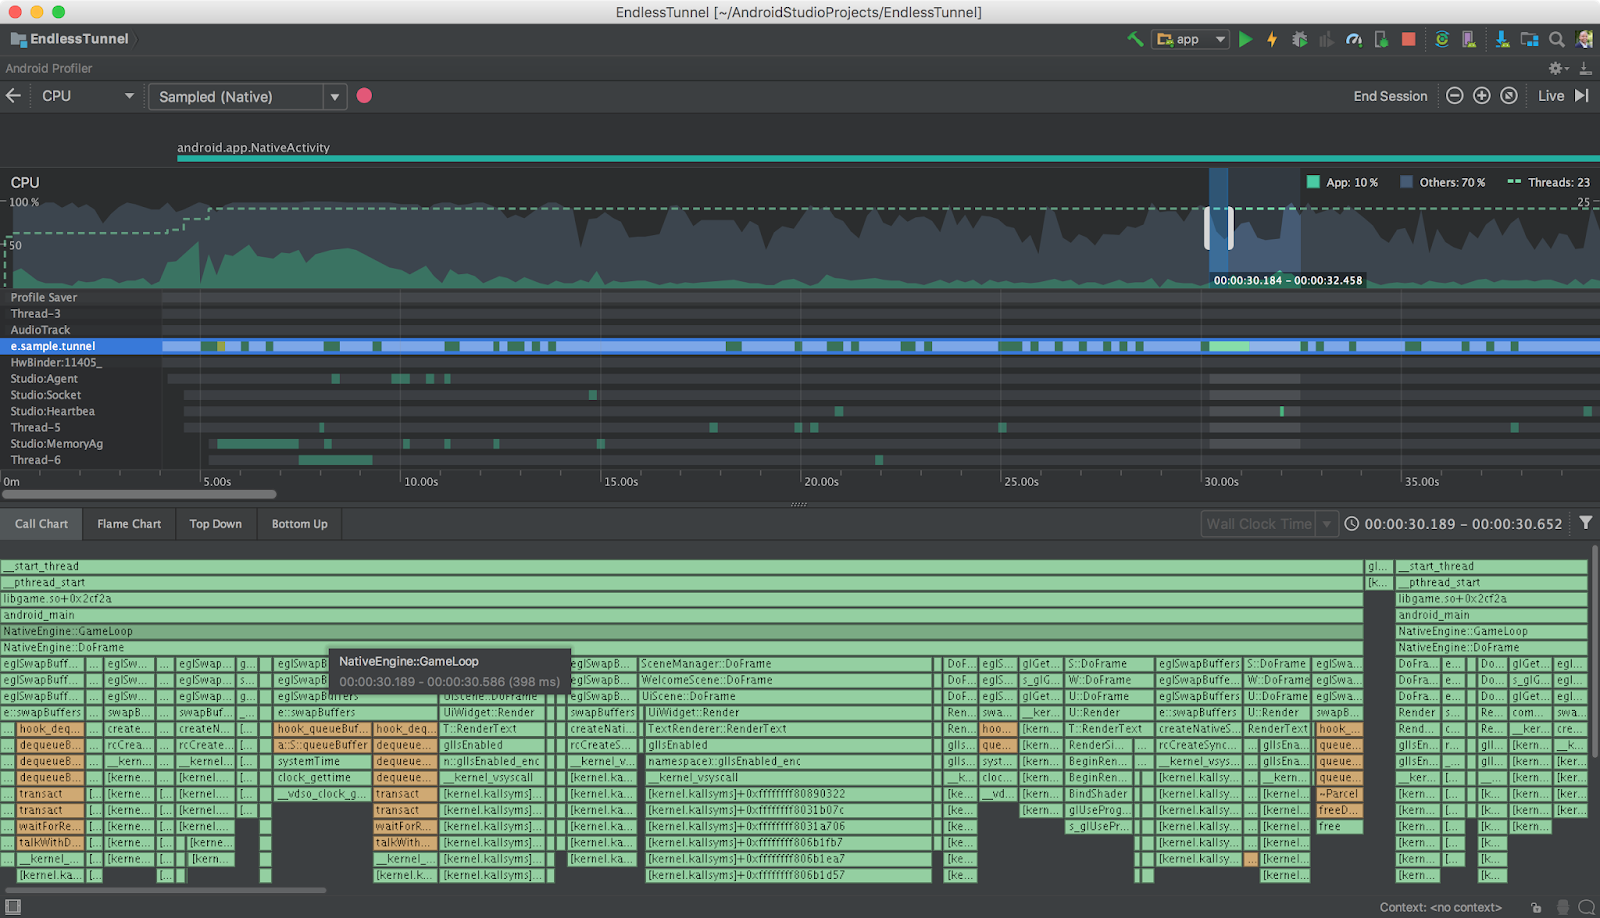 EndlessTunnel [~/AndroidStudioProjects/EndlessTunnel]
EndlessTunnel app
Android Profiler
CPU Sampled (Native) End Session Live
android.app.NativeActivity
CPU App: 10 % Others: 70 % Threads: 23
100 % 25
50
00:00:30.184 – 00:00:32.458
Profile Saver
Thread-3
AudioTrack
e.sample.tunnel
HwBinder:11405_
Studio:Agent
Studio:Socket
Studio:Heartbea
Thread-5
Studio:MemoryAg
Thread-6
0m 5.00s 10.00s 15.00s 20.00s 25.00s 30.00s 35.00s
Call Chart Flame Chart Top Down Bottom Up Wall Clock Time 00:00:30.189 – 00:00:30.652
__start_thread gl... __start_thread
__pthread_start [k... __pthread_start
libgame.so+0x2cf2a libgame.so+0x2cf2a
android_main android_main
NativeEngine::GameLoop NativeEngine::GameLoop
NativeEngine::DoFrame NativeEngine::DoFrame
NativeEngine::GameLoop
00:00:30.189 – 00:00:30.586 (398 ms)
eglSwapBuff... ... eglSw... ... eglSwap... g... eglSwapB... SceneManager::DoFrame DoF... eglS... glGet... S::DoFrame eglSwapBuffers S::DoFrame eglSwa... DoFra... e... Do... glGet... egl...
eglSwapBuff... ... eglSw... ... eglSwap... s... WelcomeScene::DoFrame DoF... eglS... s_glG... W::DoFrame eglSwapBuffers W::DoFrame eglSwa... DoFra... e... Do... s_glG... egl...
eglSwapBuff... ... eglSw... ... eglSwap... eglSwapBuffers UiScene::DoFrame eglSwapB... UiScene::DoFrame DoF... eglS... glGet... U::DoFrame eglSwapBuffers U::DoFrame eglSwa... DoFra... e... Do... glGet... egl...
e::swapBuffers ... swapB... ... swapBuf... ... e::swapBuffers UiWidget::Render swapBuffers UiWidget::Render Ren... swa... __ker... U::Render e::swapBuffers U::Render swapB... Render s... Re... com... swa...
hook_deq... ... create... ... createN... ... hook_queueBuf... hook_deq... T::RenderText createNati... TextRenderer::RenderText Ren... hoo... [kern... T::RenderText createNativeS... RenderText hook_... Rend... c... Re... __ker... cre...
dequeueB... ... rcCrea... ... rcCreate... a::S::queueBuffer dequeue... glIsEnabled rcCreateS... glIsEnabled glIs... que... [kern... RenderSi... rcCreateSync... glIsEna... queue... glIsEn... r... glIs... [kern... rcC...
dequeueB... ... __kern... ... __kernel... systemTime dequeue... n::glIsEnabled_enc __kernel_v... namespace)::glIsEnabled_enc glIs... syst... [kern... BeginRen... __kernel_vsys... glIsEna... queue... glIsEn... glIs... [kern... __k...
dequeueB... ... [kerne... [kernel.... clock_gettime dequeue... __kernel_vsyscall [kernel.ka... __kernel_vsyscall __k... cloc... [kern... BeginRen... [kernel.kallsy... __kern... queue... __ker... [kern... [ker...
transact [... [kerne... [... [kernel.... __vdso_clock_g... transact [kernel.kallsyms]... [kernel.ka... [kernel.kallsyms]+0xffffffff80890322 [ke... __vd... [kern... BindShader [kernel.kallsy... [kerne... ~Parcel [kern... [... [k... [kern... [ker...
transact [... [kerne... [... [kernel.... transact [kernel.kallsyms]... [kernel.ka... [kernel.kallsyms]+0xffffffff8031b07c [ke... [kern... glUseProg... [kernel.kallsy... [kerne... freeD... [kern... [... [k... [kern... [ker...
waitForRe... [... [kerne... [... [kernel.... waitForR... [kernel.kallsyms]... [kernel.ka... [kernel.kallsyms]+0xffffffff8031a706 [ke... s_glUsePr... [kernel.kallsy... [kerne... free [kern... [... [k... [kern...
talkWithD... [... [kerne... [... [kerne... talkWith... [kernel.kallsyms]... [kernel.ka... [kernel.kallsyms]+0xffffffff806b1fb7 [ke... [kernel.kallsy... [kerne... [kern... [... [k...
__kernel_... [... [kerne... [... [kern... __kernel_... [kernel.kallsyms]... [kernel.ka... [kernel.kallsyms]+0xffffffff806b1ea7 [ke... [kernel.kallsy... ... [kerne... [kern... [... [k...
[kernel.ka... [... [... [kernel.k... [kernel.kallsyms]... [kernel.kallsyms]+0xffffffff806b1d57 [ke... [kerne... [kern... [k...
Context: <no context>